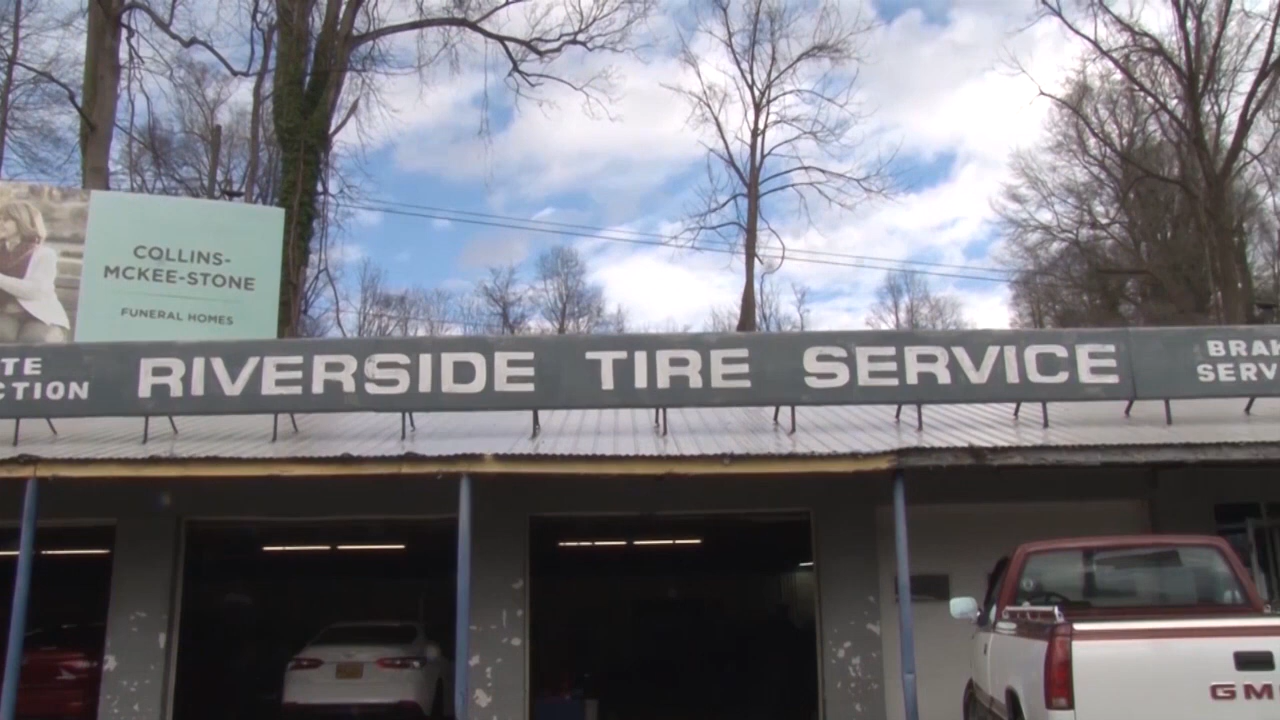 COLLINS-
MCKEE-STONE
FUNERAL HOMES
TE
CTION
RIVERSIDE TIRE SERVICE
BRAK
SERV
GM